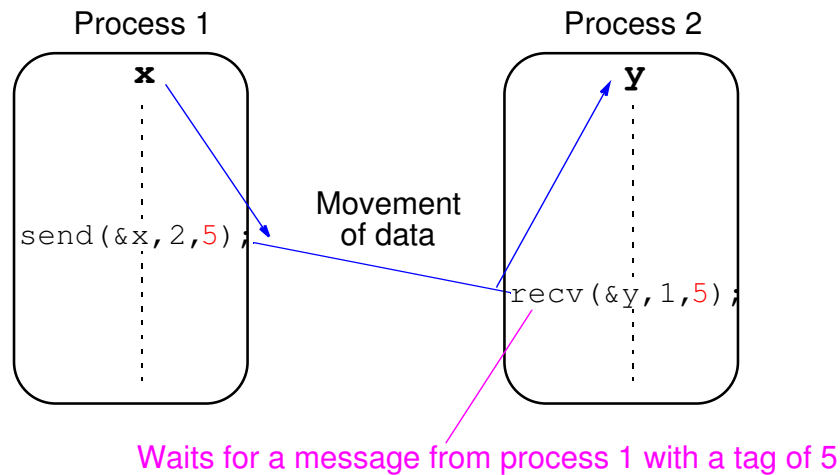 Process 1
Process 2
x
y
send(&x,2,5);
Movement
of data
recv(&y,1,5);
Waits for a message from process 1 with a tag of 5